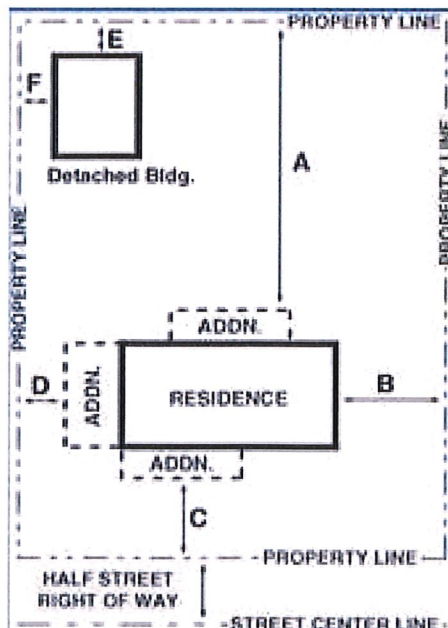 PROPERTY LINE
E
F
A
Detached Bldg.
PROPERTY LINE
PROPERTY LINE
ADDN.
D
ADDN.
RESIDENCE
B
ADDN.
C
PROPERTY LINE
HALF STREET
RIGHT OF WAY
STREET CENTER LINE